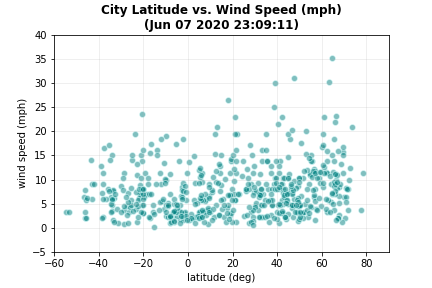 City Latitude vs. Wind Speed (mph)
(Jun 07 2020 23:09:11)
40
35
30
25
20
15
10
5
0
−5
wind speed (mph)
−60 −40 −20 0 20 40 60 80
latitude (deg)